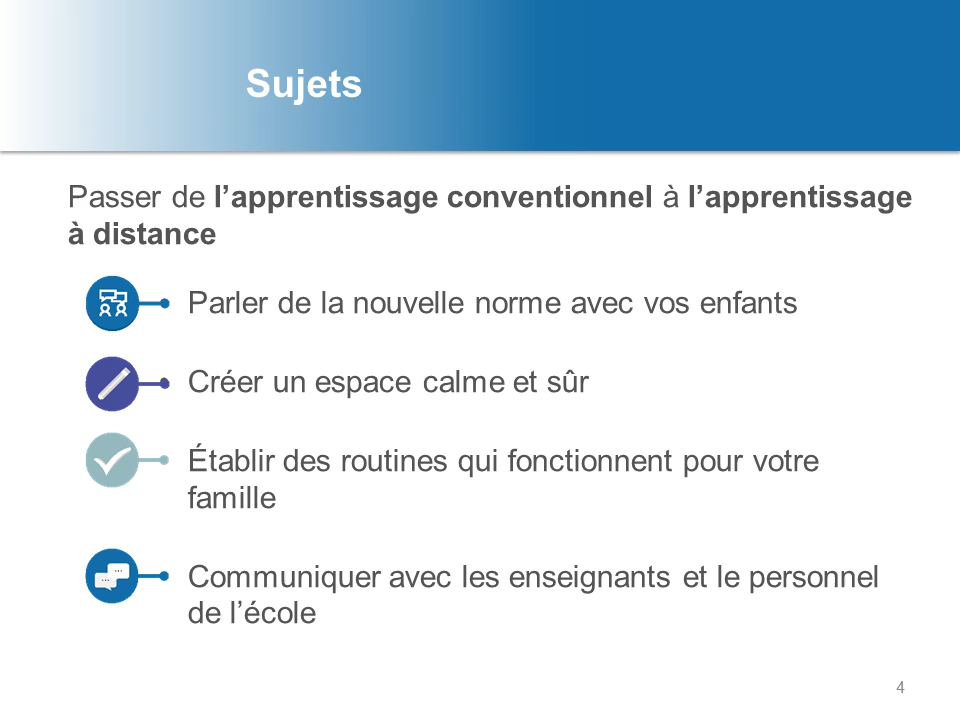 Sujets
Passer de l’apprentissage conventionnel à l’apprentissage
à distance
Parler de la nouvelle norme avec vos enfants
Créer un espace calme et sûr
Établir des routines qui fonctionnent pour votre
famille
Communiquer avec les enseignants et le personnel
de l’école
4